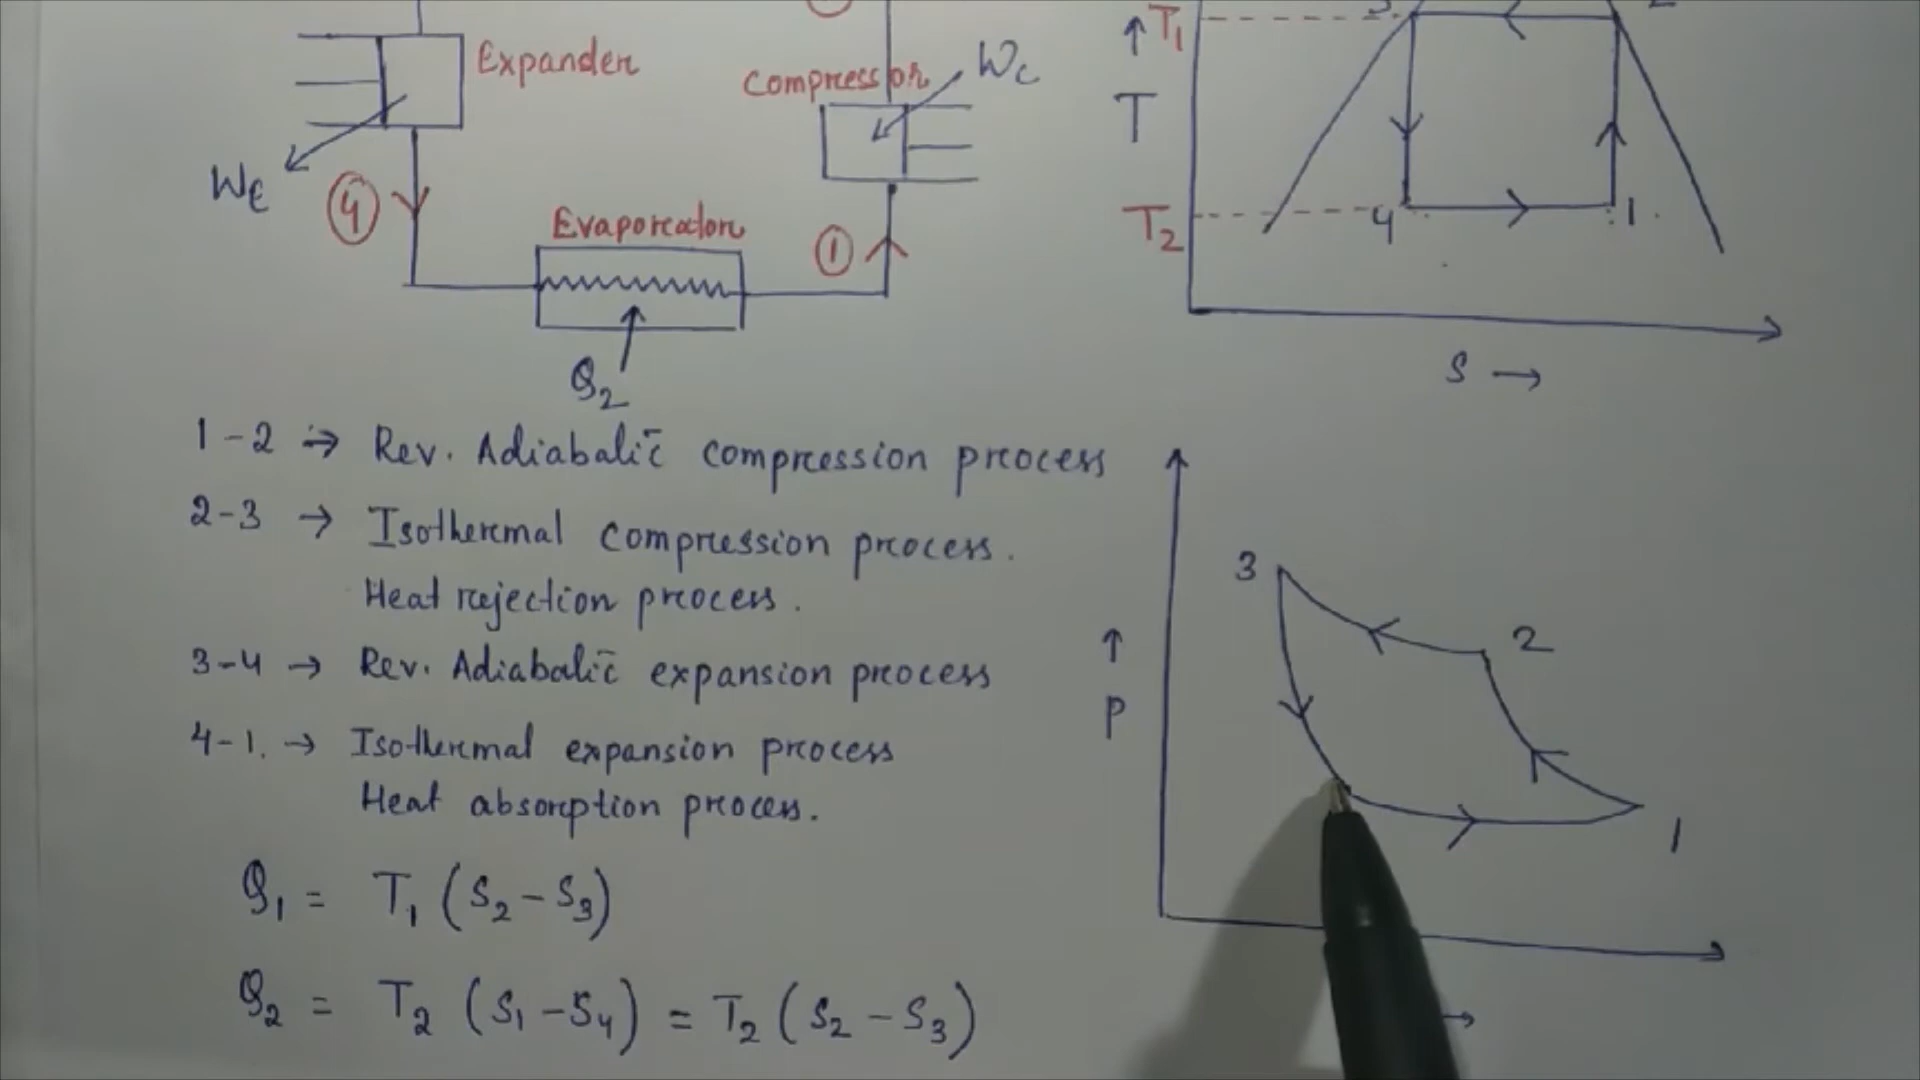 Expander
Compressor
Wc
WE
4
Evaporator
1
Q2
T1
T
T2
3
2
4
1
S →
1-2 → Rev. Adiabatic compression process
2-3 → Isothermal compression process.
Heat rejection process.
3-4 → Rev. Adiabatic expansion process
4-1. → Isothermal expansion process
Heat absorption process.
Q1 = T1 (S2 - S3)
Q2 = T2 (S1 - S4) = T2 (S2 - S3)
P
3
2
1